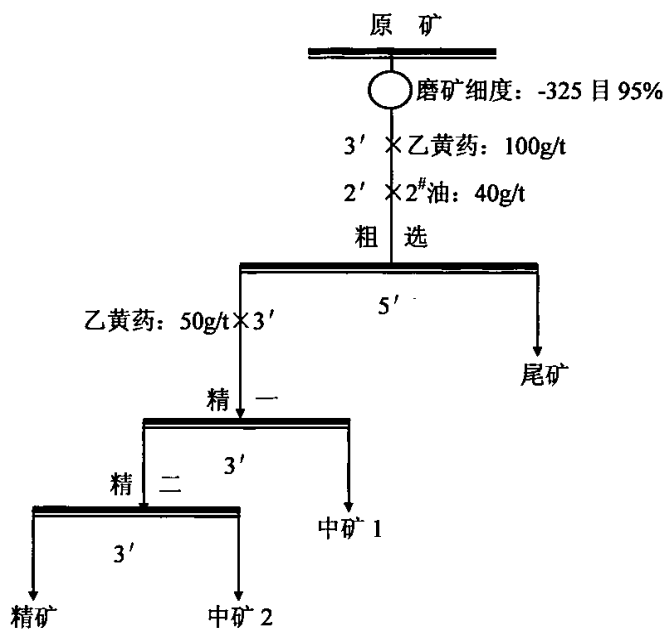 原 矿
磨矿细度：-325 目 95%
3′ 乙黄药：100g/t
2′ 2#油：40g/t
粗 选
5′
乙黄药：50g/t 3′
尾矿
精 一
3′
精 二
中矿 1
3′
精矿 中矿 2